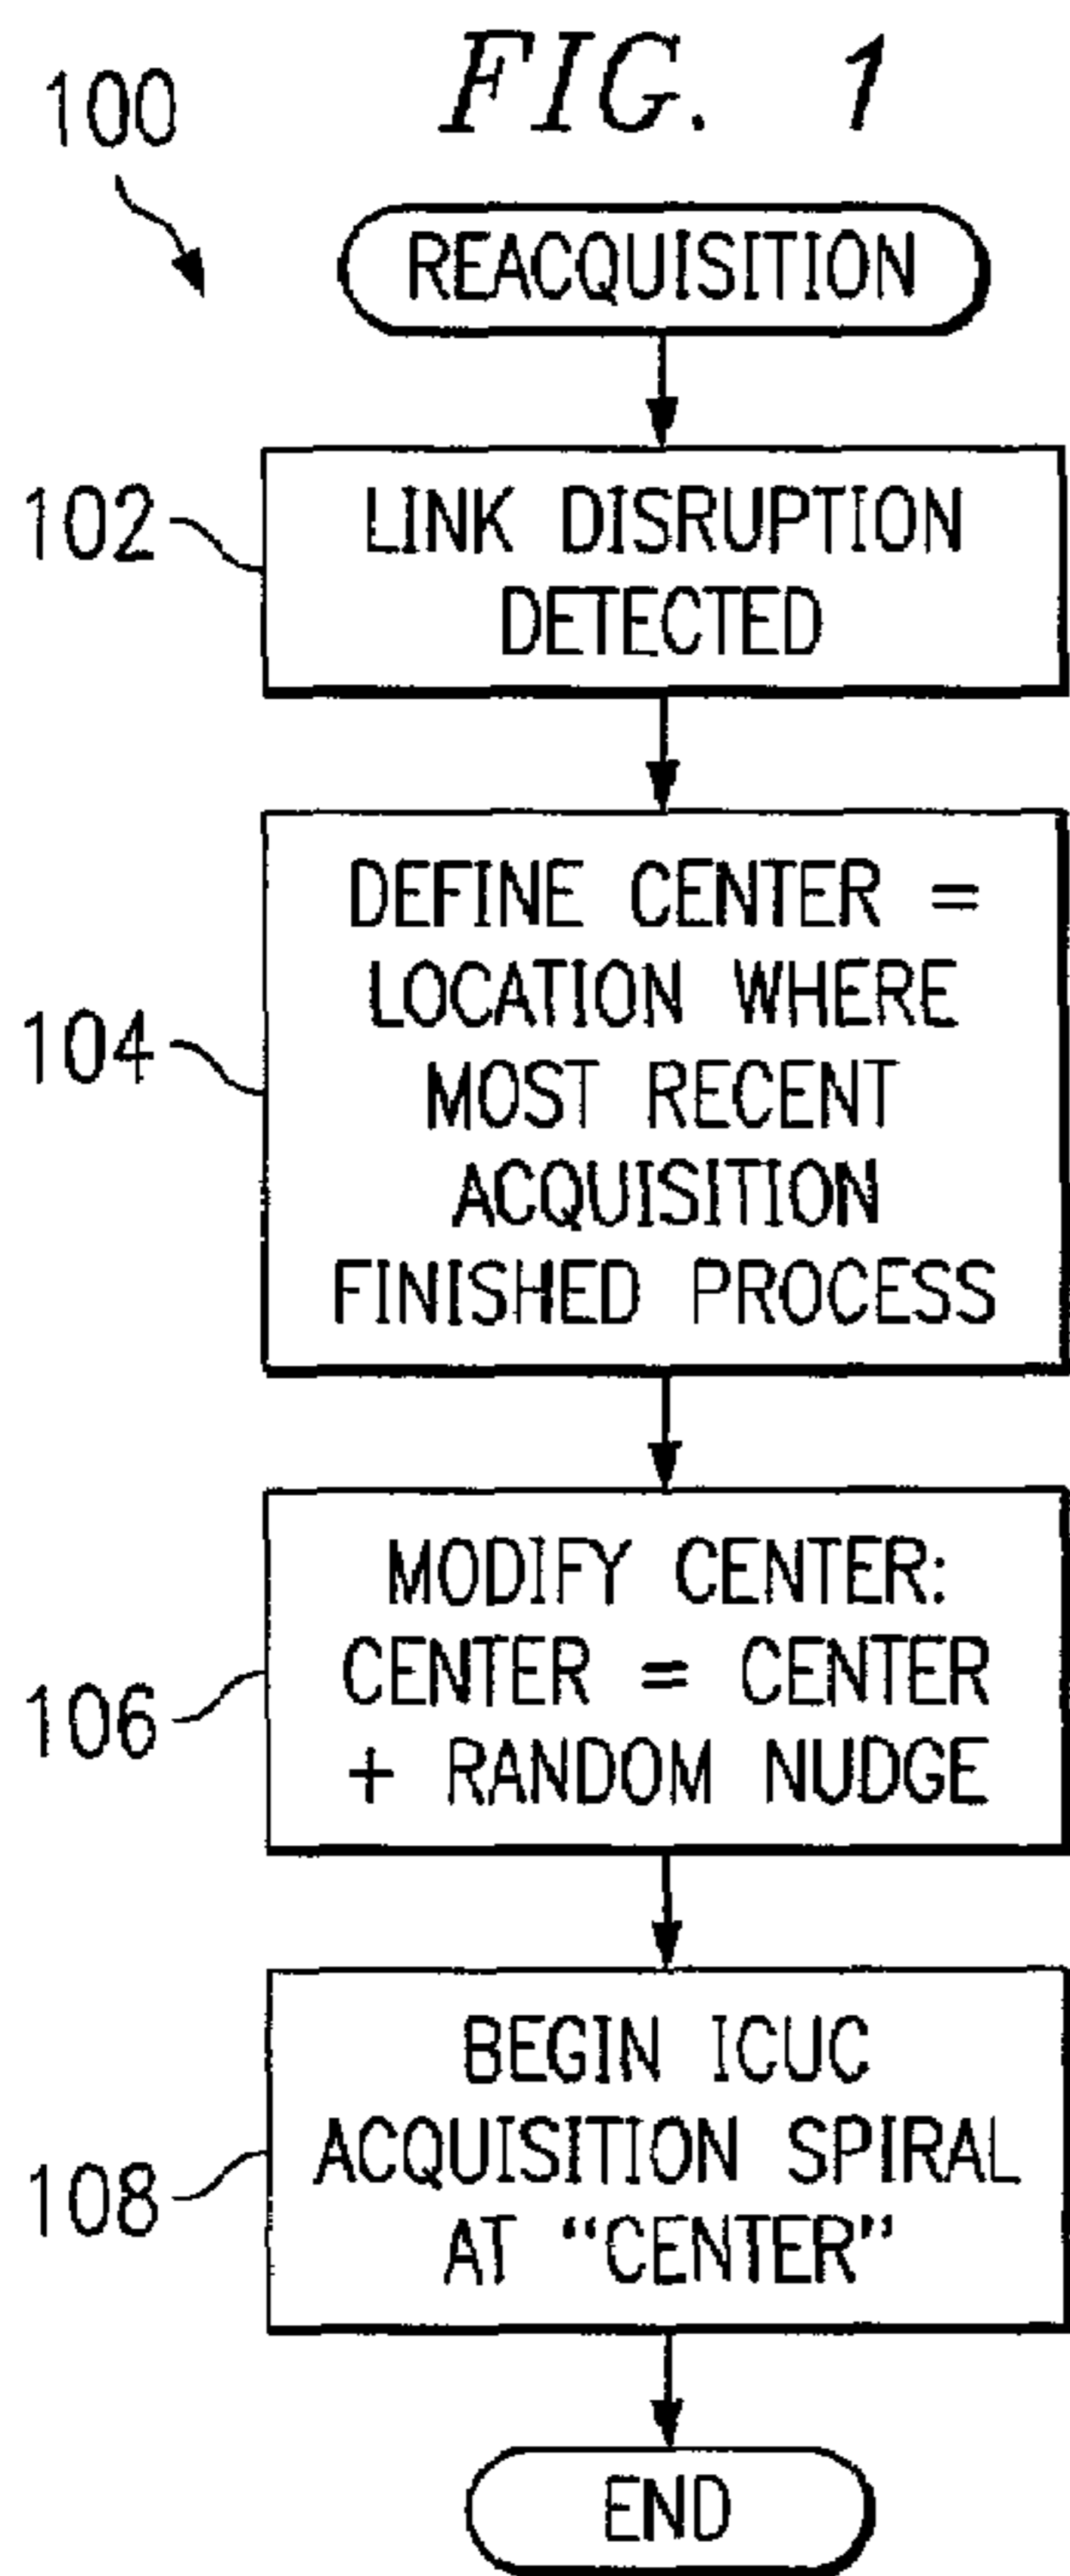 FIG. 1
100
REACQUISITION
102
LINK DISRUPTION
DETECTED
104
DEFINE CENTER =
LOCATION WHERE
MOST RECENT
ACQUISITION
FINISHED PROCESS
106
MODIFY CENTER:
CENTER = CENTER
+ RANDOM NUDGE
108
BEGIN ICUC
ACQUISITION SPIRAL
AT “CENTER”
END